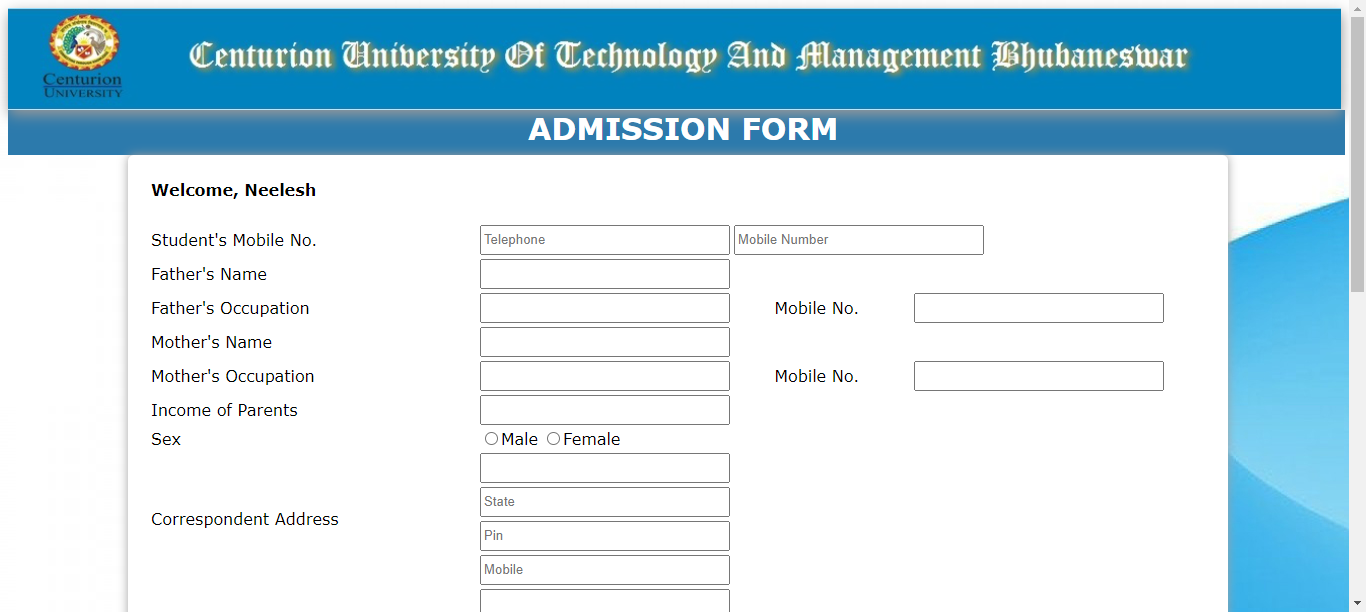 Centurion
UNIVERSITY
Centurion University Of Technology And Management Bhubaneswar
ADMISSION FORM
Welcome, Neelesh
Student's Mobile No. Telephone Mobile Number
Father's Name
Father's Occupation Mobile No.
Mother's Name
Mother's Occupation Mobile No.
Income of Parents
Sex Male Female
Correspondent Address
State
Pin
Mobile